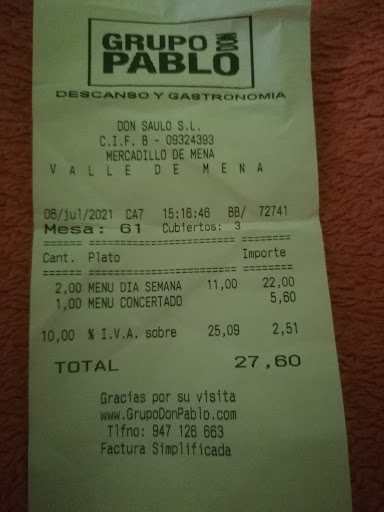 GRUPO DON
PABLO
DESCANSO Y GASTRONOMIA
DON SAULO S.L.
C.I.F. B - 09324393
MERCADILLO DE MENA
VALLE DE MENA
06/jul/2021 CA7 15:16:46 BB/ 72741
Mesa: 61 Cubiertos: 3
Cant. Plato Importe
2,00 MENU DIA SEMANA 11,00 22,00
1,00 MENU CONCERTADO 5,60
10,00 % I.V.A. sobre 25,09 2,51
TOTAL 27,60
Gracias por su visita
www.GrupoDonPablo.com
Tlfno: 947 126 663
Factura Simplificada